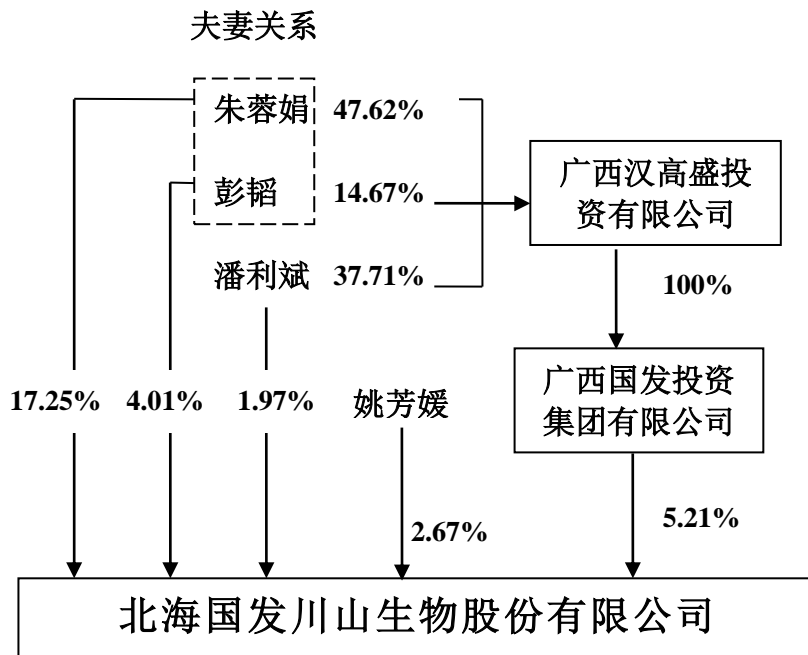 夫妻关系
朱蓉娟 47.62%
彭韬 14.67%
潘利斌 37.71%
广西汉高盛投
资有限公司
100%
广西国发投资
集团有限公司
17.25% 4.01% 1.97% 姚芳媛
2.67% 5.21%
北海国发川山生物股份有限公司